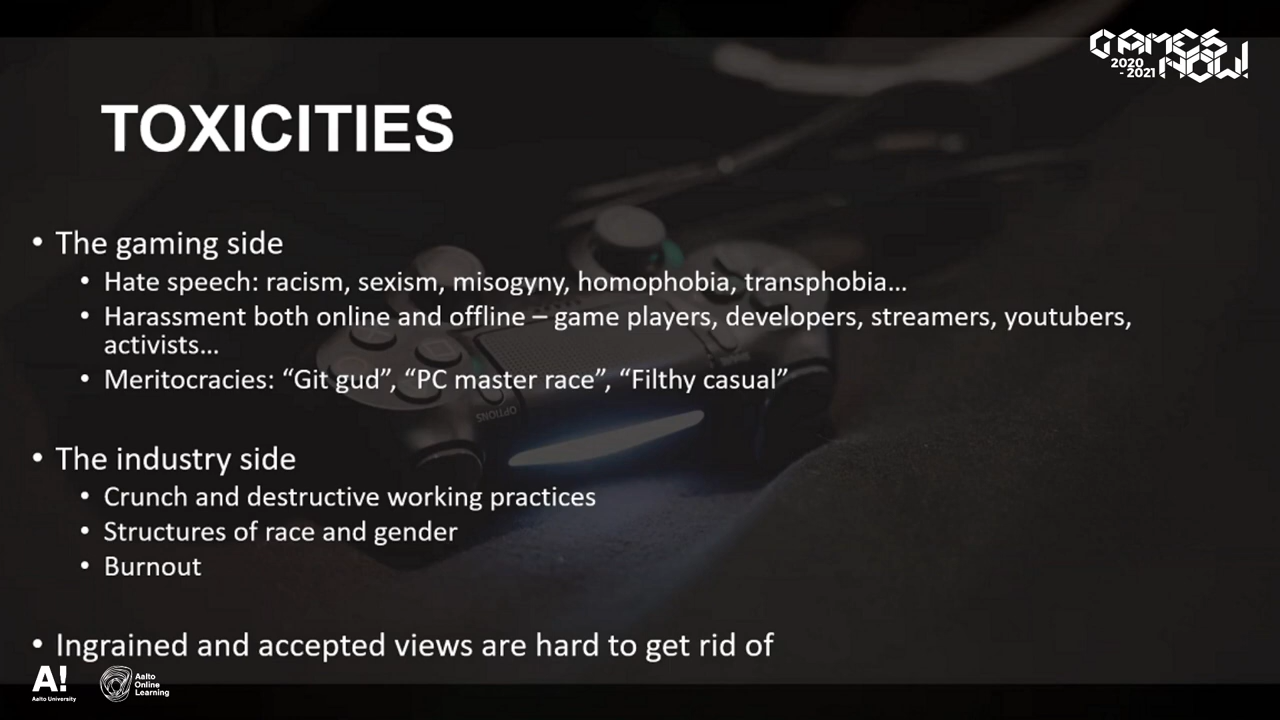 GAMES
2020
- 2021 NOW!
TOXICITIES
• The gaming side
• Hate speech: racism, sexism, misogyny, homophobia, transphobia…
• Harassment both online and offline – game players, developers, streamers, youtubers,
activists…
• Meritocracies: “Git gud”, “PC master race”, “Filthy casual”
OPTIONS
• The industry side
• Crunch and destructive working practices
• Structures of race and gender
• Burnout
• Ingrained and accepted views are hard to get rid of
A!
Aalto University
Aalto
Online
Learning